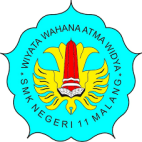 * WIYATA WAHANA ATMA WIDYA *
SMK NEGERI 11 MALANG